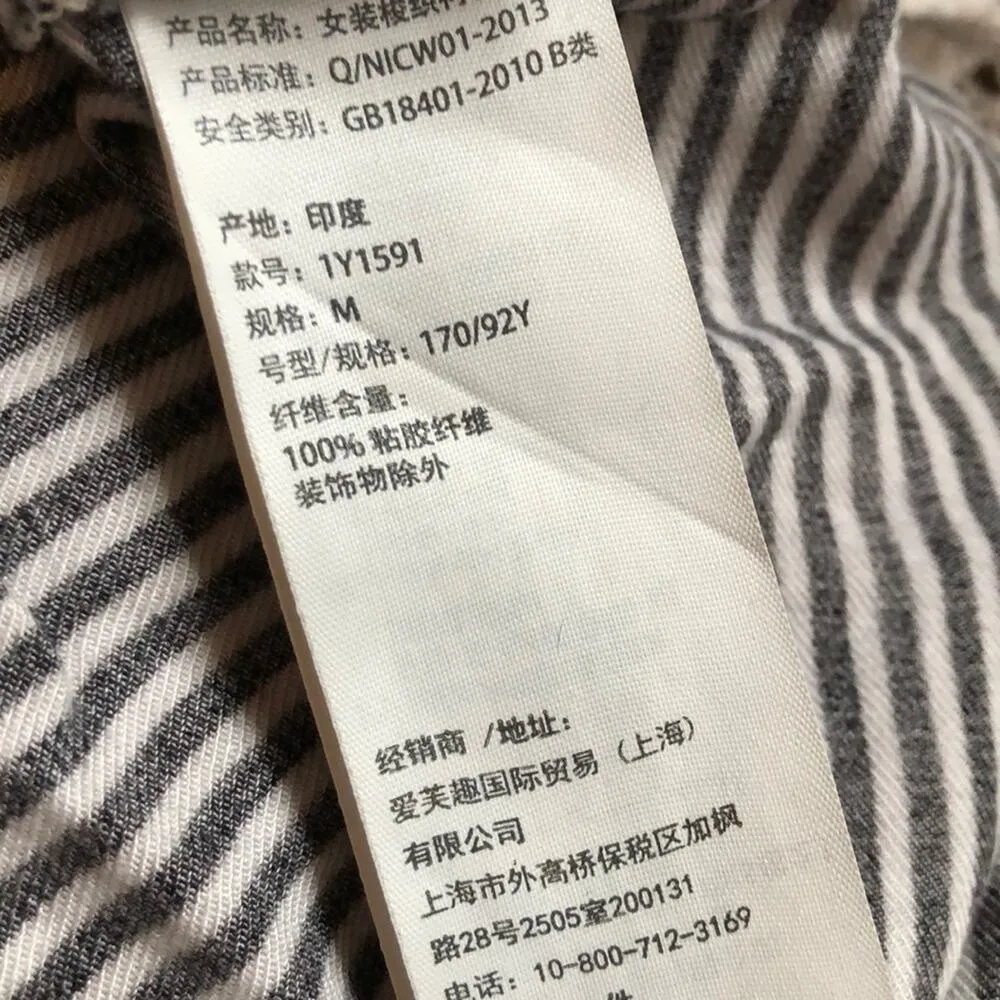 产品名称：女装梭织
产品标准：Q/NICW01-2013
安全类别：GB18401-2010 B类
产地：印度
款号：1Y1591
规格：M
号型/规格：170/92Y
纤维含量：
100% 粘胶纤维
装饰物除外
经销商 /地址：
爱芙趣国际贸易（上海）
有限公司
上海市外高桥保税区加枫
路28号2505室200131
电话：10-800-712-3169
件